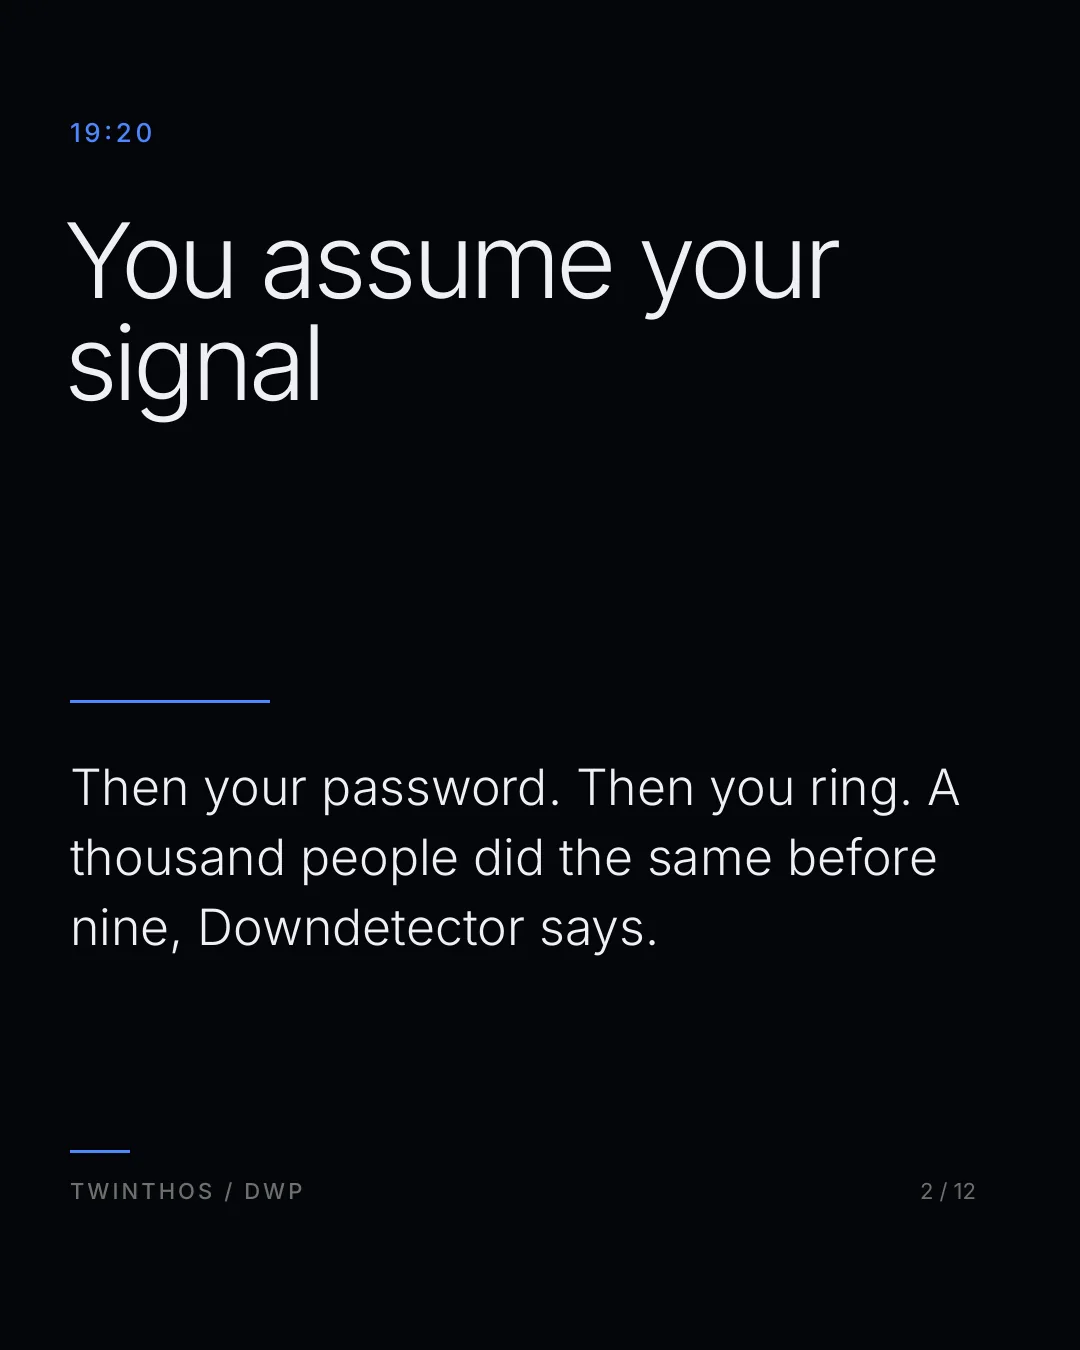 19:20
You assume your
signal
Then your password. Then you ring. A
thousand people did the same before
nine, Downdetector says.
TWINTHOS / DWP
2 / 12